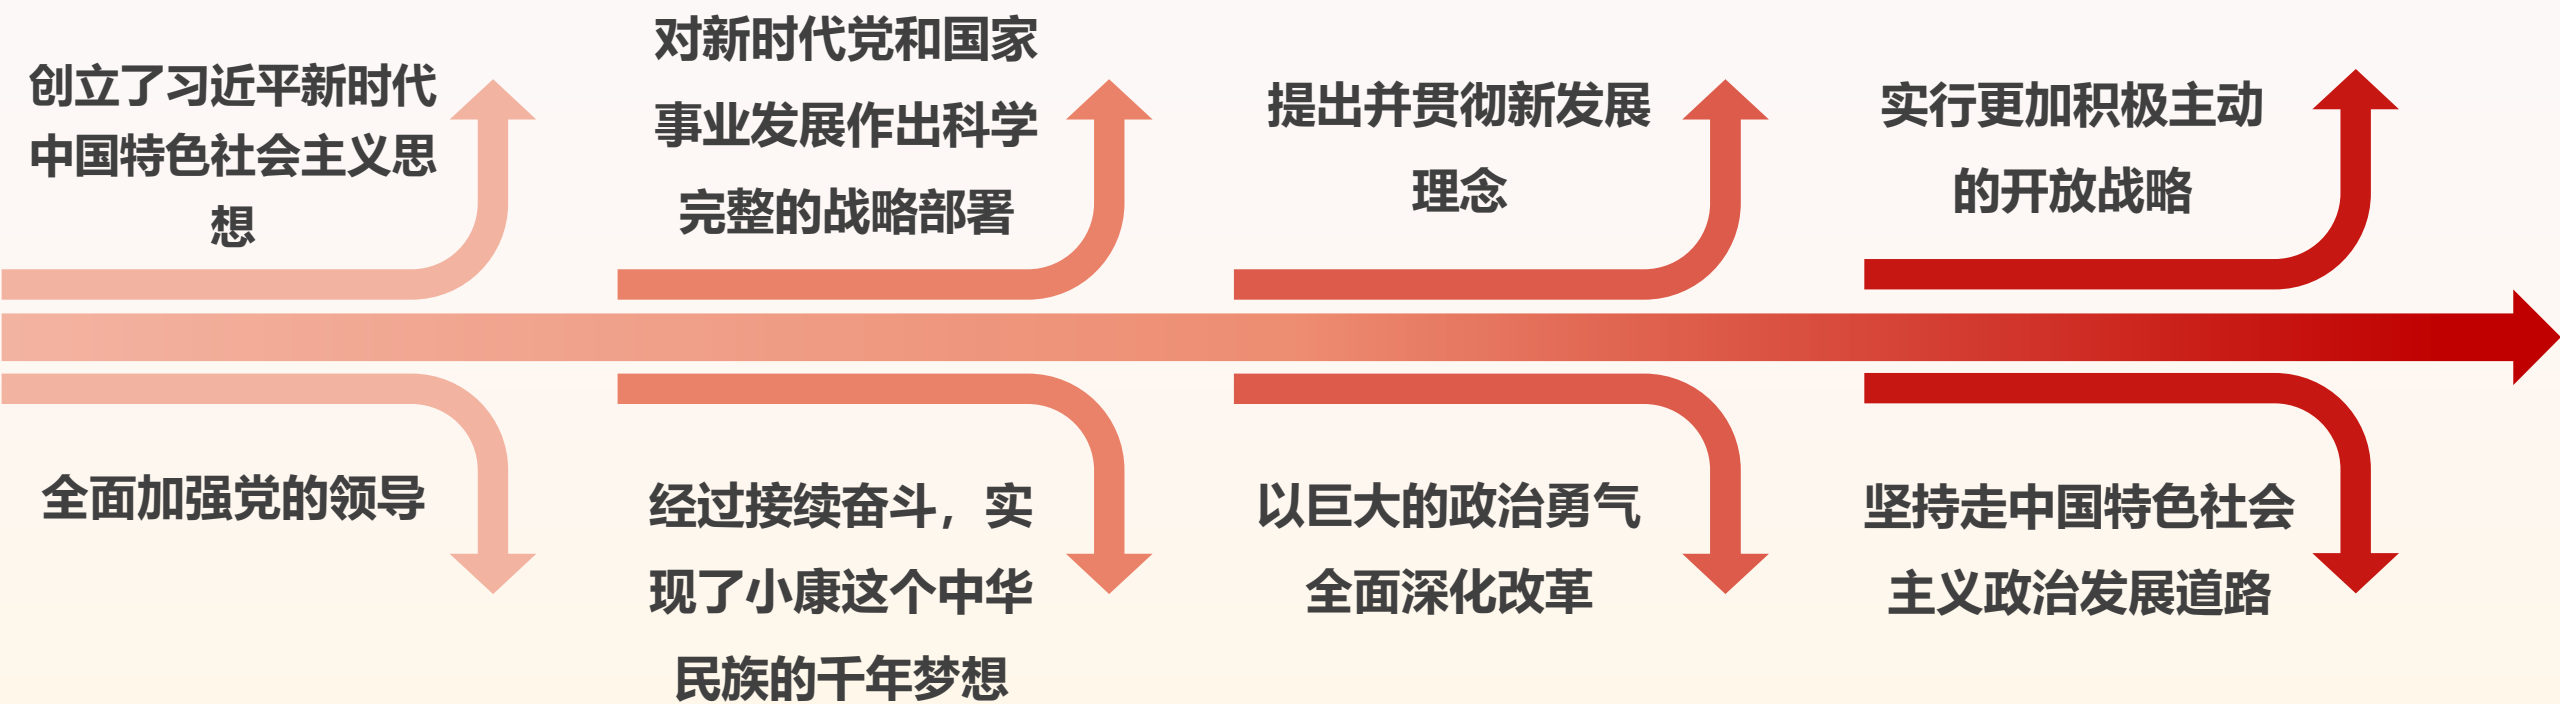 创立了习近平新时代
中国特色社会主义思
想
全面加强党的领导
对新时代党和国家
事业发展作出科学
完整的战略部署
经过接续奋斗，实
现了小康这个中华
民族的千年梦想
提出并贯彻新发展
理念
以巨大的政治勇气
全面深化改革
实行更加积极主动
的开放战略
坚持走中国特色社会
主义政治发展道路